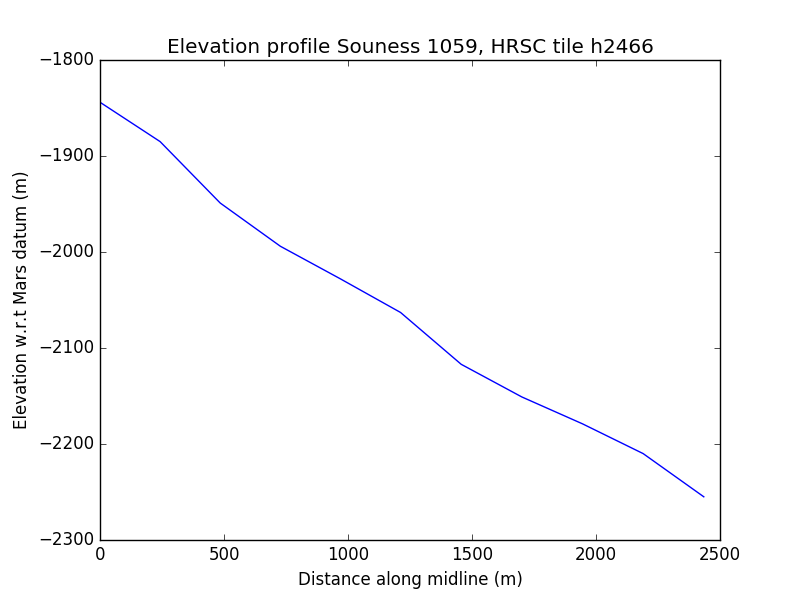 Elevation profile Souness 1059, HRSC tile h2466
−1800
−1900
−2000
−2100
−2200
−2300
Elevation w.r.t Mars datum (m)
0 500 1000 1500 2000 2500
Distance along midline (m)